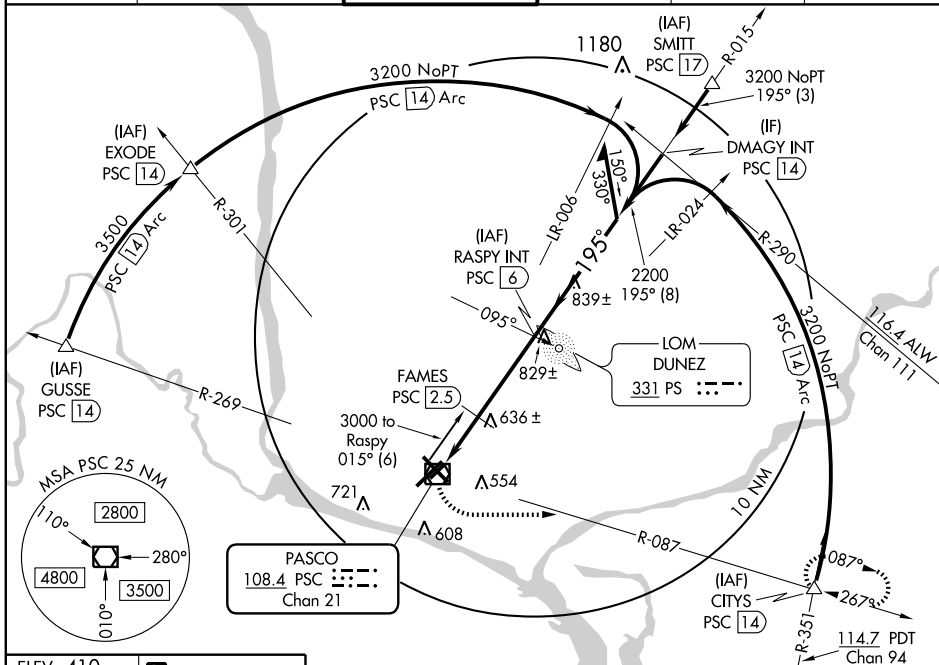 1180
(IAF)
SMITT
PSC 17
R-015
3200 NoPT
PSC 14 Arc
3200 NoPT
195° (3)
(IF)
DMAGY INT
PSC 14
(IAF)
EXODE
PSC 14
150°
330°
LR-006
LR-024
R-290
R-301
3500
PSC 14 Arc
(IAF)
RASPY INT
PSC 6
195°
2200
195° (8)
839±
095°
829±
116.4 ALW
Chan 111
3200 NoPT
PSC 14 Arc
LOM
DUNEZ
331 PS
(IAF)
GUSSE
PSC 14
R-269
FAMES
PSC 2.5
636 ±
3000 to
Raspy
015° (6)
MSA PSC 25 NM
110°
2800
280°
4800
3500
010°
721
554
608
10 NM
R-087
PASCO
108.4 PSC
Chan 21
087°
267°
(IAF)
CITYS
PSC 14
R-351
114.7 PDT
Chan 94